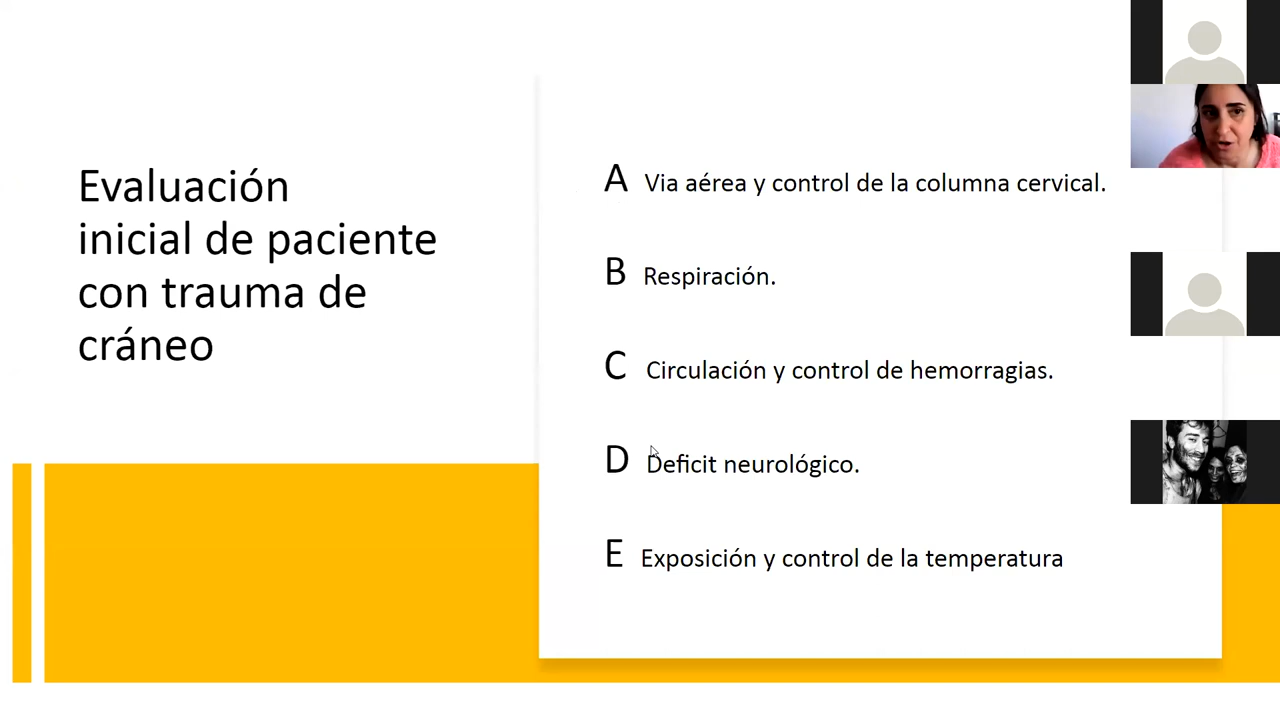 Evaluación
inicial de paciente
con trauma de
cráneo
A Via aérea y control de la columna cervical.
B Respiración.
C Circulación y control de hemorragias.
D Deficit neurológico.
E Exposición y control de la temperatura